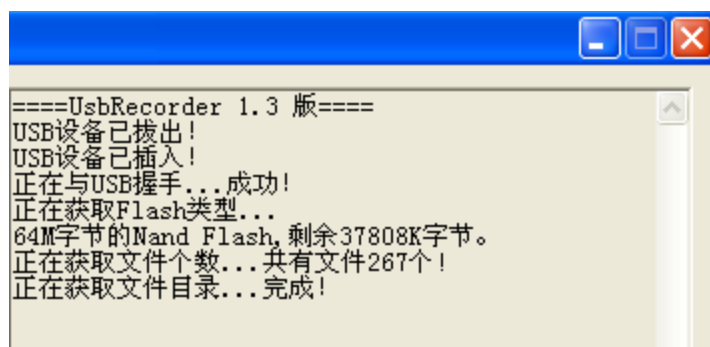 ====UsbRecorder 1.3 版====
USB设备已拔出!
USB设备已插入!
正在与USB握手...成功!
正在获取Flash类型...
64M字节的Nand Flash,剩余37808K字节。
正在获取文件个数...共有文件267个!
正在获取文件目录...完成!